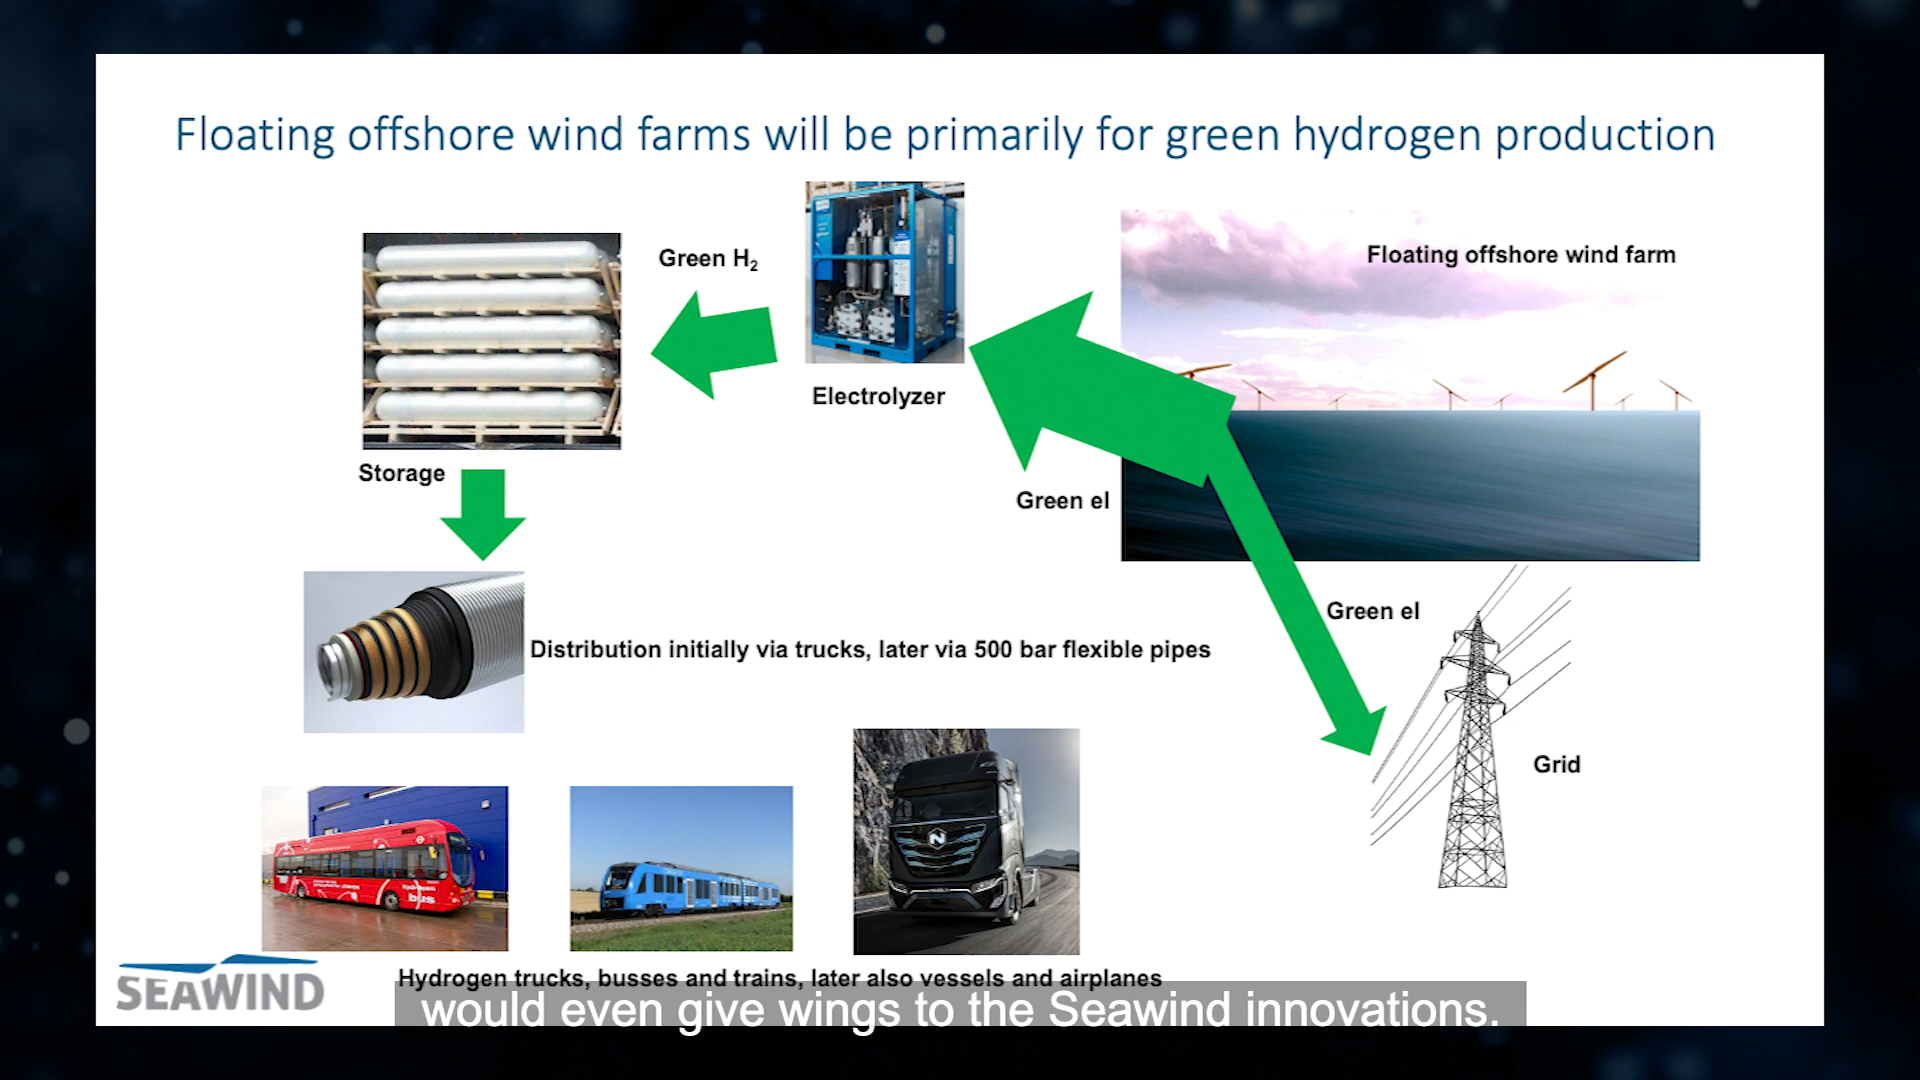 Floating offshore wind farms will be primarily for green hydrogen production
Floating offshore wind farm
Green H₂
Electrolyzer
Storage
Green el
Green el
Distribution initially via trucks, later via 500 bar flexible pipes
Grid
N
bus
Hydrogen trucks, busses and trains, later also vessels and airplanes
SEAWIND
would even give wings to the Seawind innovations.